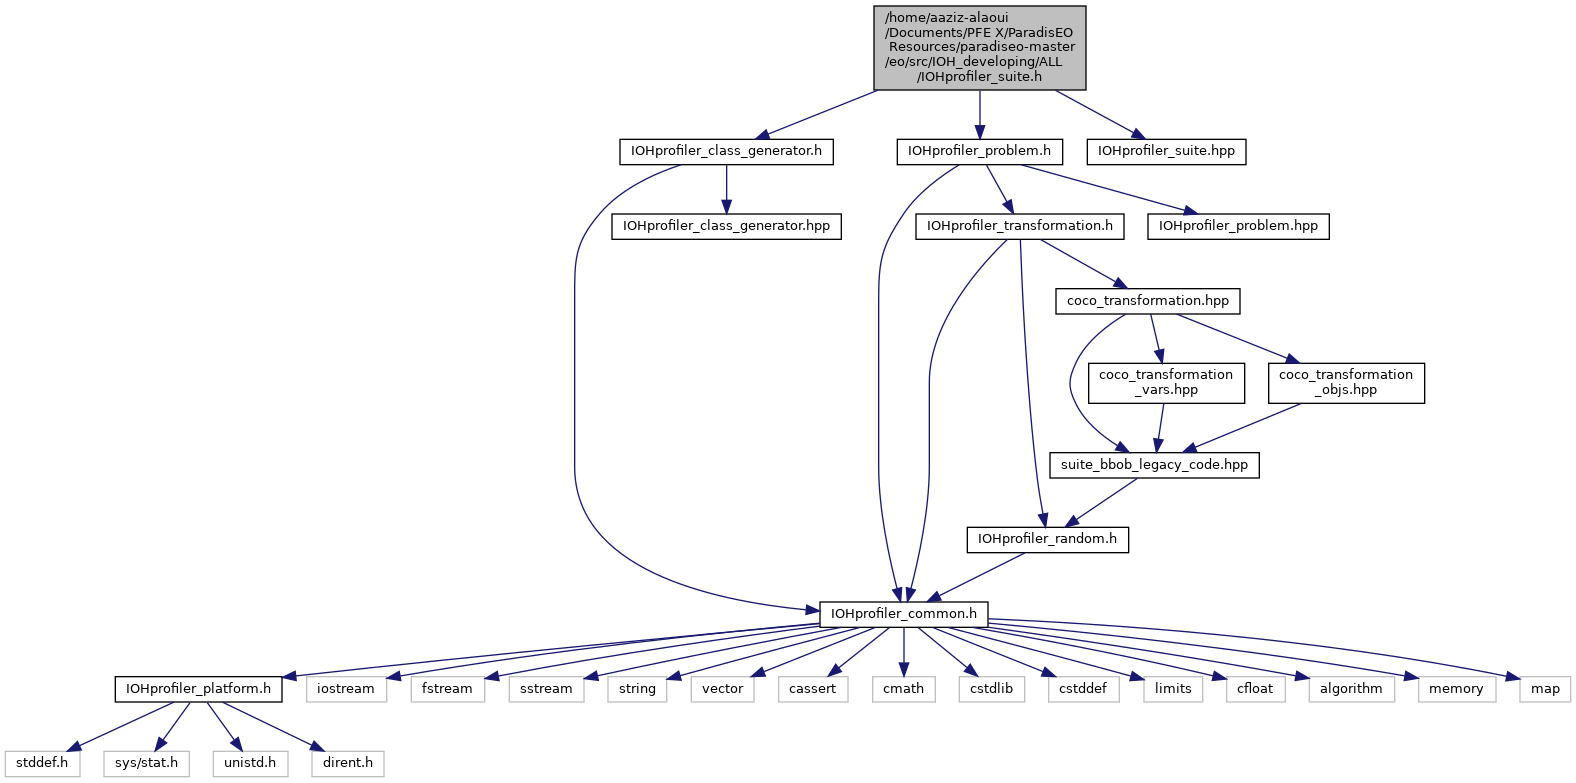 /home/aaziz-alaoui
/Documents/PFE X/ParadisEO
Resources/paradiseo-master
/eo/src/IOH_developing/ALL
/IOHprofiler_suite.h
IOHprofiler_class_generator.h
IOHprofiler_problem.h
IOHprofiler_suite.hpp
IOHprofiler_class_generator.hpp
IOHprofiler_transformation.h
IOHprofiler_problem.hpp
coco_transformation.hpp
coco_transformation
_vars.hpp
coco_transformation
_objs.hpp
suite_bbob_legacy_code.hpp
IOHprofiler_random.h
IOHprofiler_common.h
IOHprofiler_platform.h
iostream
fstream
sstream
string
vector
cassert
cmath
cstdlib
cstddef
limits
cfloat
algorithm
memory
map
stddef.h
sys/stat.h
unistd.h
dirent.h